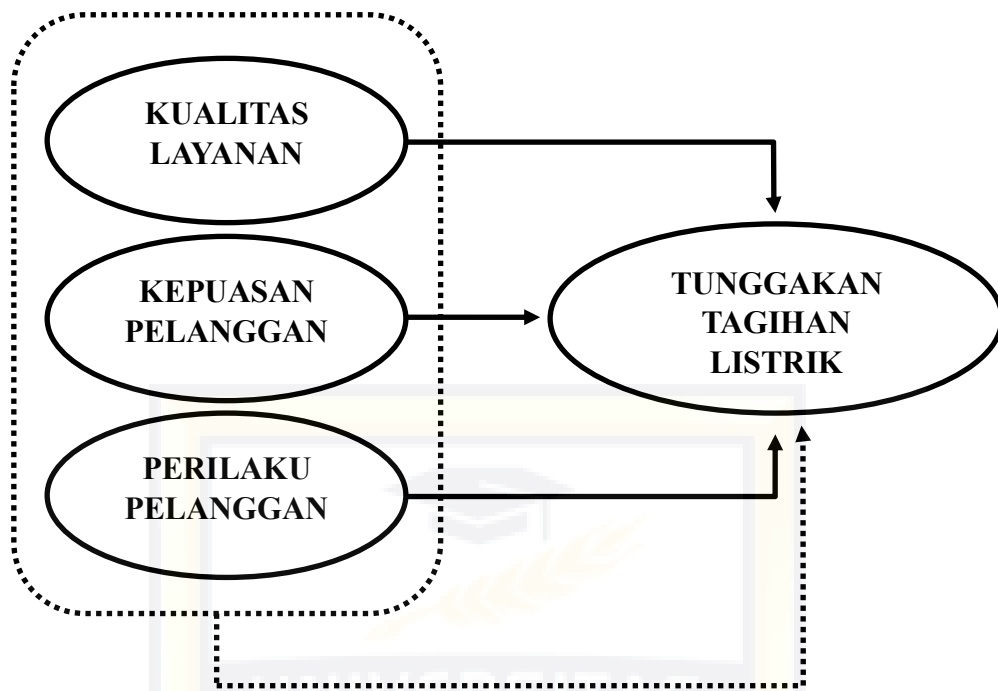 KUALITAS
LAYANAN
KEPUASAN
PELANGGAN
PERILAKU
PELANGGAN
TUNGGAKAN
TAGIHAN
LISTRIK